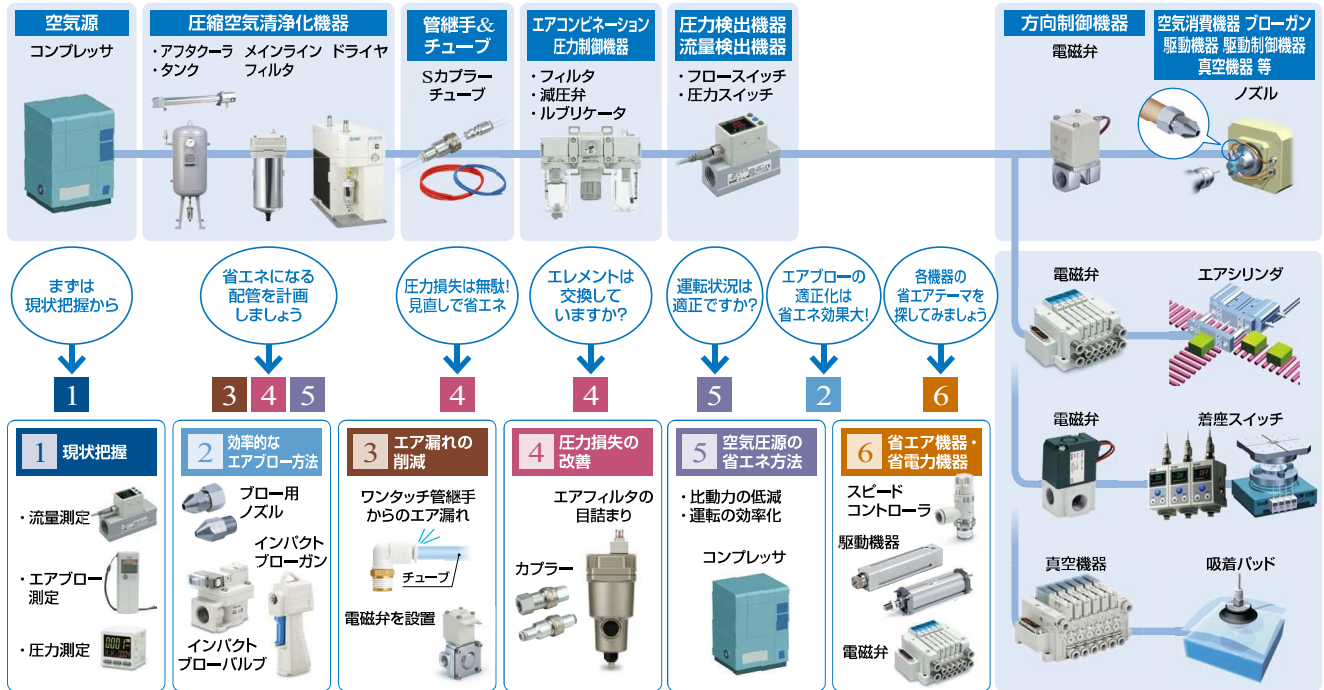 空気源
コンプレッサ
圧縮空気清浄化機器
・アフタクーラ
・タンク
メインライン
フィルタ
ドライヤ
管継手&
チューブ
Sカプラー
チューブ
エアコンビネーション
圧力制御機器
・フィルタ
・減圧弁
・ルブリケータ
圧力検出機器
流量検出機器
・フロースイッチ
・圧力スイッチ
方向制御機器
電磁弁
空気消費機器 ブローガン
駆動機器 駆動制御機器
真空機器 等
ノズル
まずは
現状把握から
省エネになる
配管を計画
しましょう
圧力損失は無駄!
見直しで省エネ
エレメントは
交換して
いますか?
運転状況は
適正ですか?
エアブローの
適正化は
省エネ効果大!
各機器の
省エアテーマを
探してみましょう
1
3 4 5
4
4
5
2
6
電磁弁
エアシリンダ
電磁弁
着座スイッチ
真空機器
吸着パッド
1 現状把握
・流量測定
・エアブロー
測定
・圧力測定
2 効率的な
エアブロー方法
ブロー用
ノズル
インパクト
ブローガン
インパクト
ブローバルブ
3 エア漏れの
削減
ワンタッチ管継手
からのエア漏れ
チューブ
電磁弁を設置
4 圧力損失の
改善
エアフィルタの
目詰まり
カプラー
5 空気圧源の
省エネ方法
・比動力の低減
・運転の効率化
コンプレッサ
6 省エア機器・
省電力機器
スピード
コントローラ
駆動機器
電磁弁